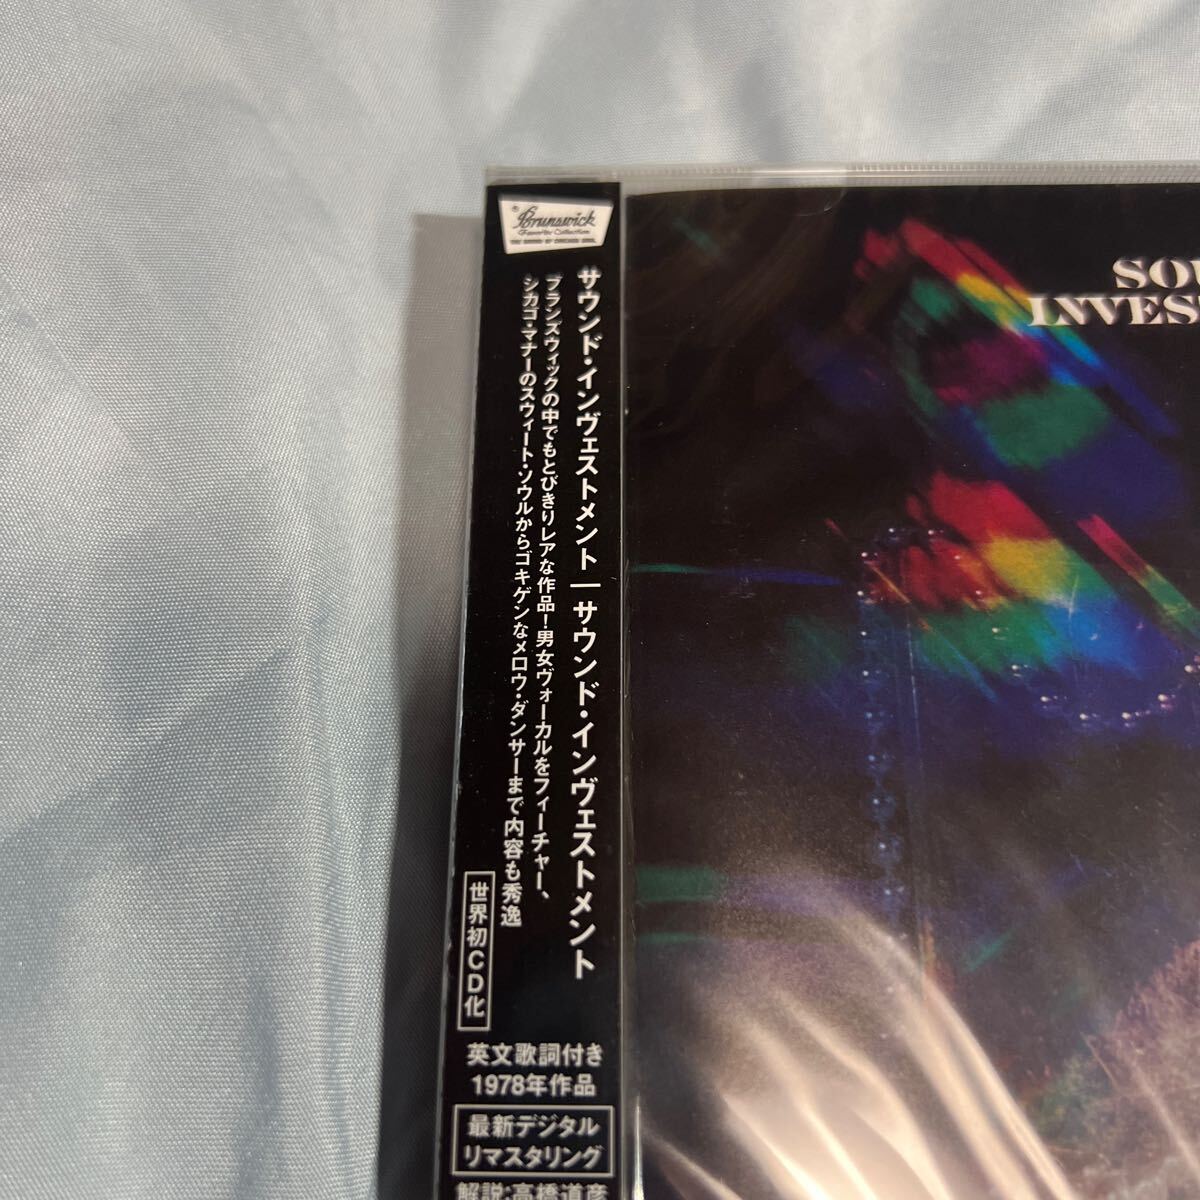 Brunswick
Favorite Collection
THE SOUND OF CHICAGO SOUL
サウンド・インヴェストメント｜サウンド・インヴェストメント
ブランズウィックの中でもとびきりレアな作品！男女ヴォーカルをフィーチャー、
シカゴ・マナーのスウィート・ソウルからゴキゲンなメロウ・ダンサーまで内容も秀逸
世界初CD化
英文歌詞付き
1978年作品
最新デジタル
リマスタリング
解説:高橋道彦
SOU
INVES